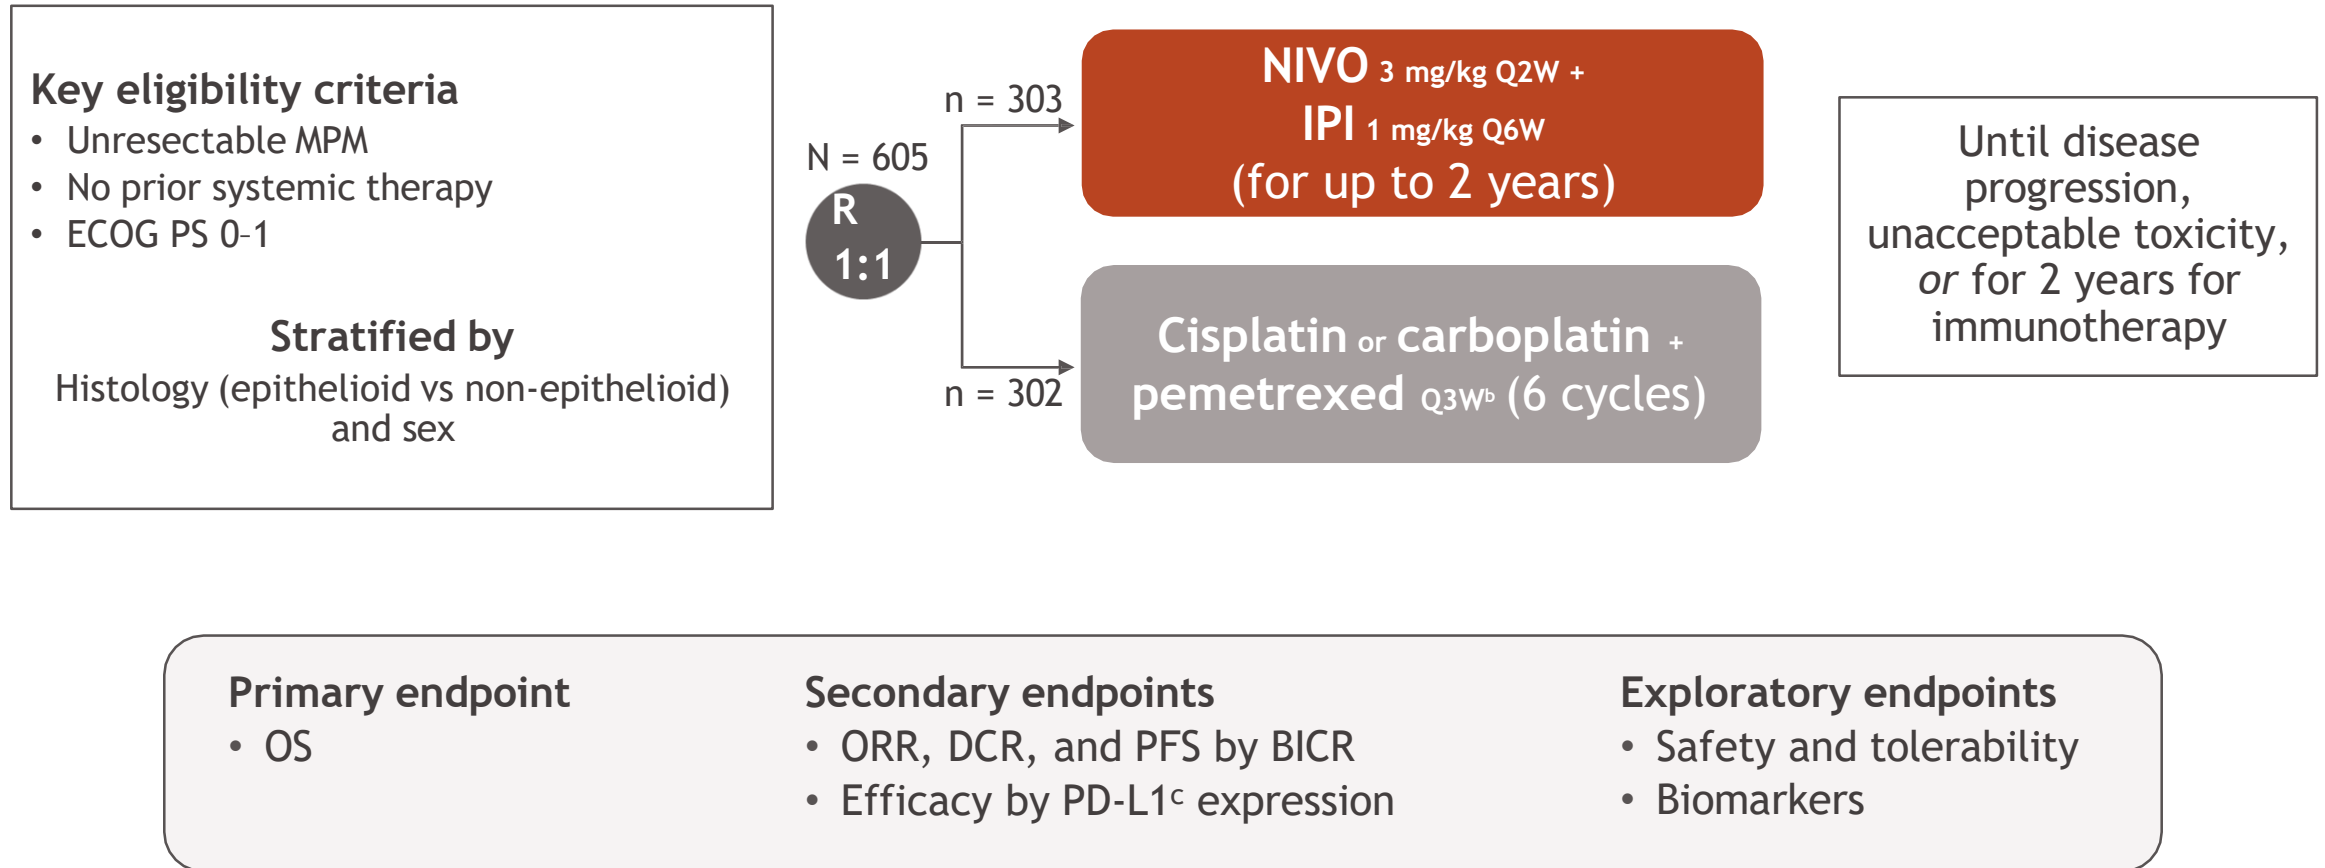 Key eligibility criteria
• Unresectable MPM
• No prior systemic therapy
• ECOG PS 0–1
Stratified by
Histology (epithelioid vs non-epithelioid)
and sex
N = 605
R
1:1
n = 303
n = 302
NIVO 3 mg/kg Q2W +
IPI 1 mg/kg Q6W
(for up to 2 years)
Cisplatin or carboplatin +
pemetrexed Q3Wᵇ (6 cycles)
Until disease
progression,
unacceptable toxicity,
or for 2 years for
immunotherapy
Primary endpoint
• OS
Secondary endpoints
• ORR, DCR, and PFS by BICR
• Efficacy by PD-L1ᶜ expression
Exploratory endpoints
• Safety and tolerability
• Biomarkers